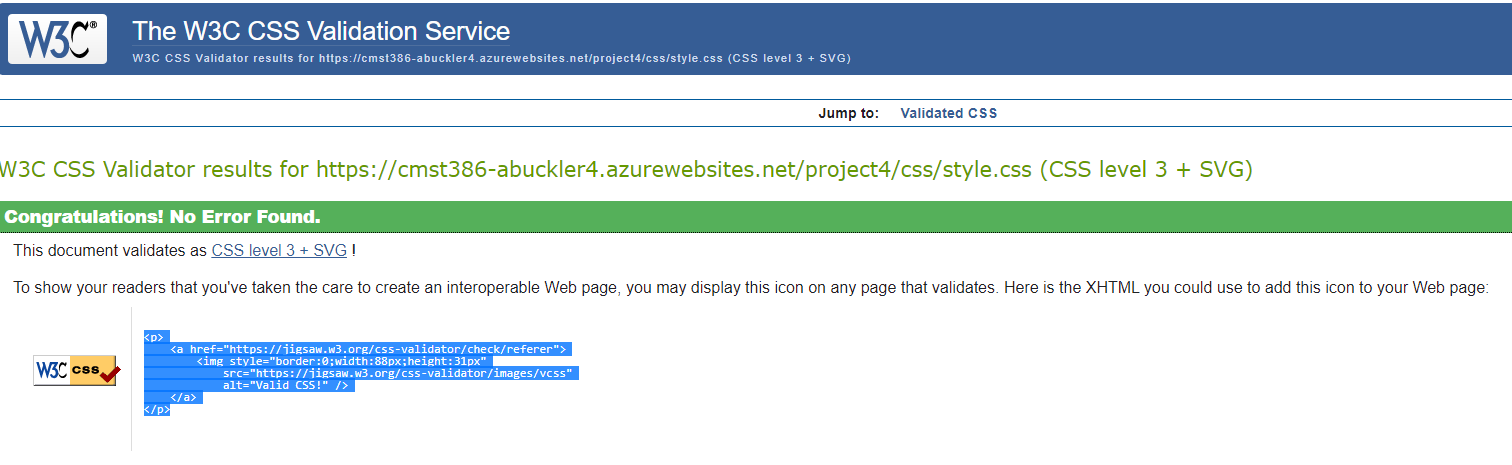 W3C®
The W3C CSS Validation Service
W3C CSS Validator results for https://cmst386-abuckler4.azurewebsites.net/project4/css/style.css (CSS level 3 + SVG)
Jump to: Validated CSS
W3C CSS Validator results for https://cmst386-abuckler4.azurewebsites.net/project4/css/style.css (CSS level 3 + SVG)
Congratulations! No Error Found.
This document validates as CSS level 3 + SVG !
To show your readers that you've taken the care to create an interoperable Web page, you may display this icon on any page that validates. Here is the XHTML you could use to add this icon to your Web page:
W3C css
<p>
    <a href="https://jigsaw.w3.org/css-validator/check/referer">
        <img style="border:0;width:88px;height:31px"
            src="https://jigsaw.w3.org/css-validator/images/vcss"
            alt="Valid CSS!" />
    </a>
</p>